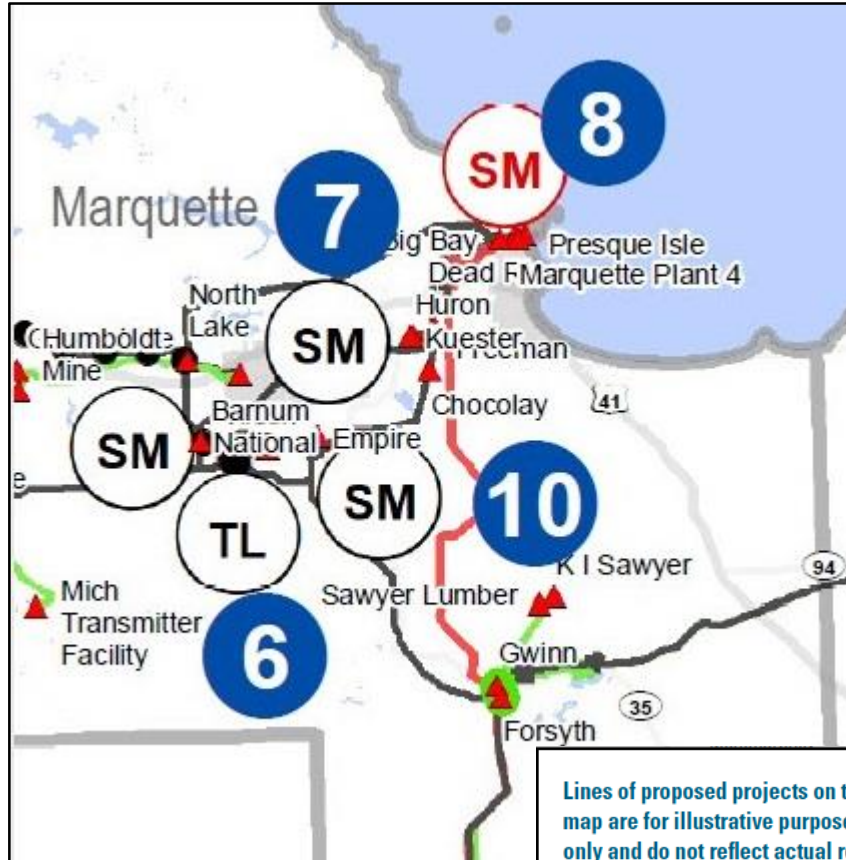 8
SM
Marquette
7
Big Bay
Presque Isle
Dead
Marquette Plant 4
North
Lake
Huron
Humboldt
Mine
SM
Kuester
Freeman
Chocolay
41
Barnum
National
Empire
SM
SM
10
TL
K I Sawyer
94
Mich
Transmitter
Facility
Sawyer Lumber
6
Gwinn
35
Forsyth
Lines of proposed projects on
map are for illustrative
only and do not reflect actual